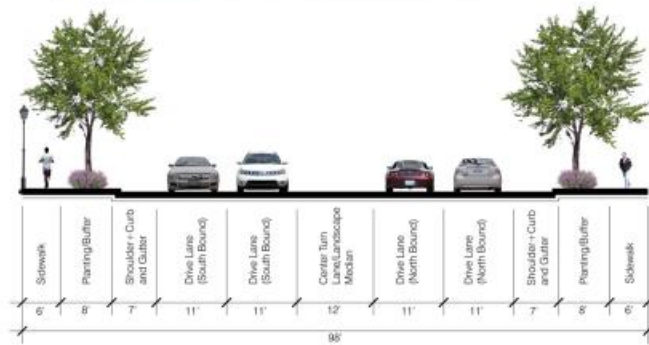 Sidewalk
Planting/Buffer
Shoulder+Curb
and Gutter
Drive Lane
(South Bound)
Drive Lane
(South Bound)
Center Turn
Lane/Landscape
Median
Drive Lane
(North Bound)
Drive Lane
(North Bound)
Shoulder+Curb
and Gutter
Planting/Buffer
Sidewalk
6' 8' 7' 11' 11' 12' 11' 11' 7' 8' 6'
98'